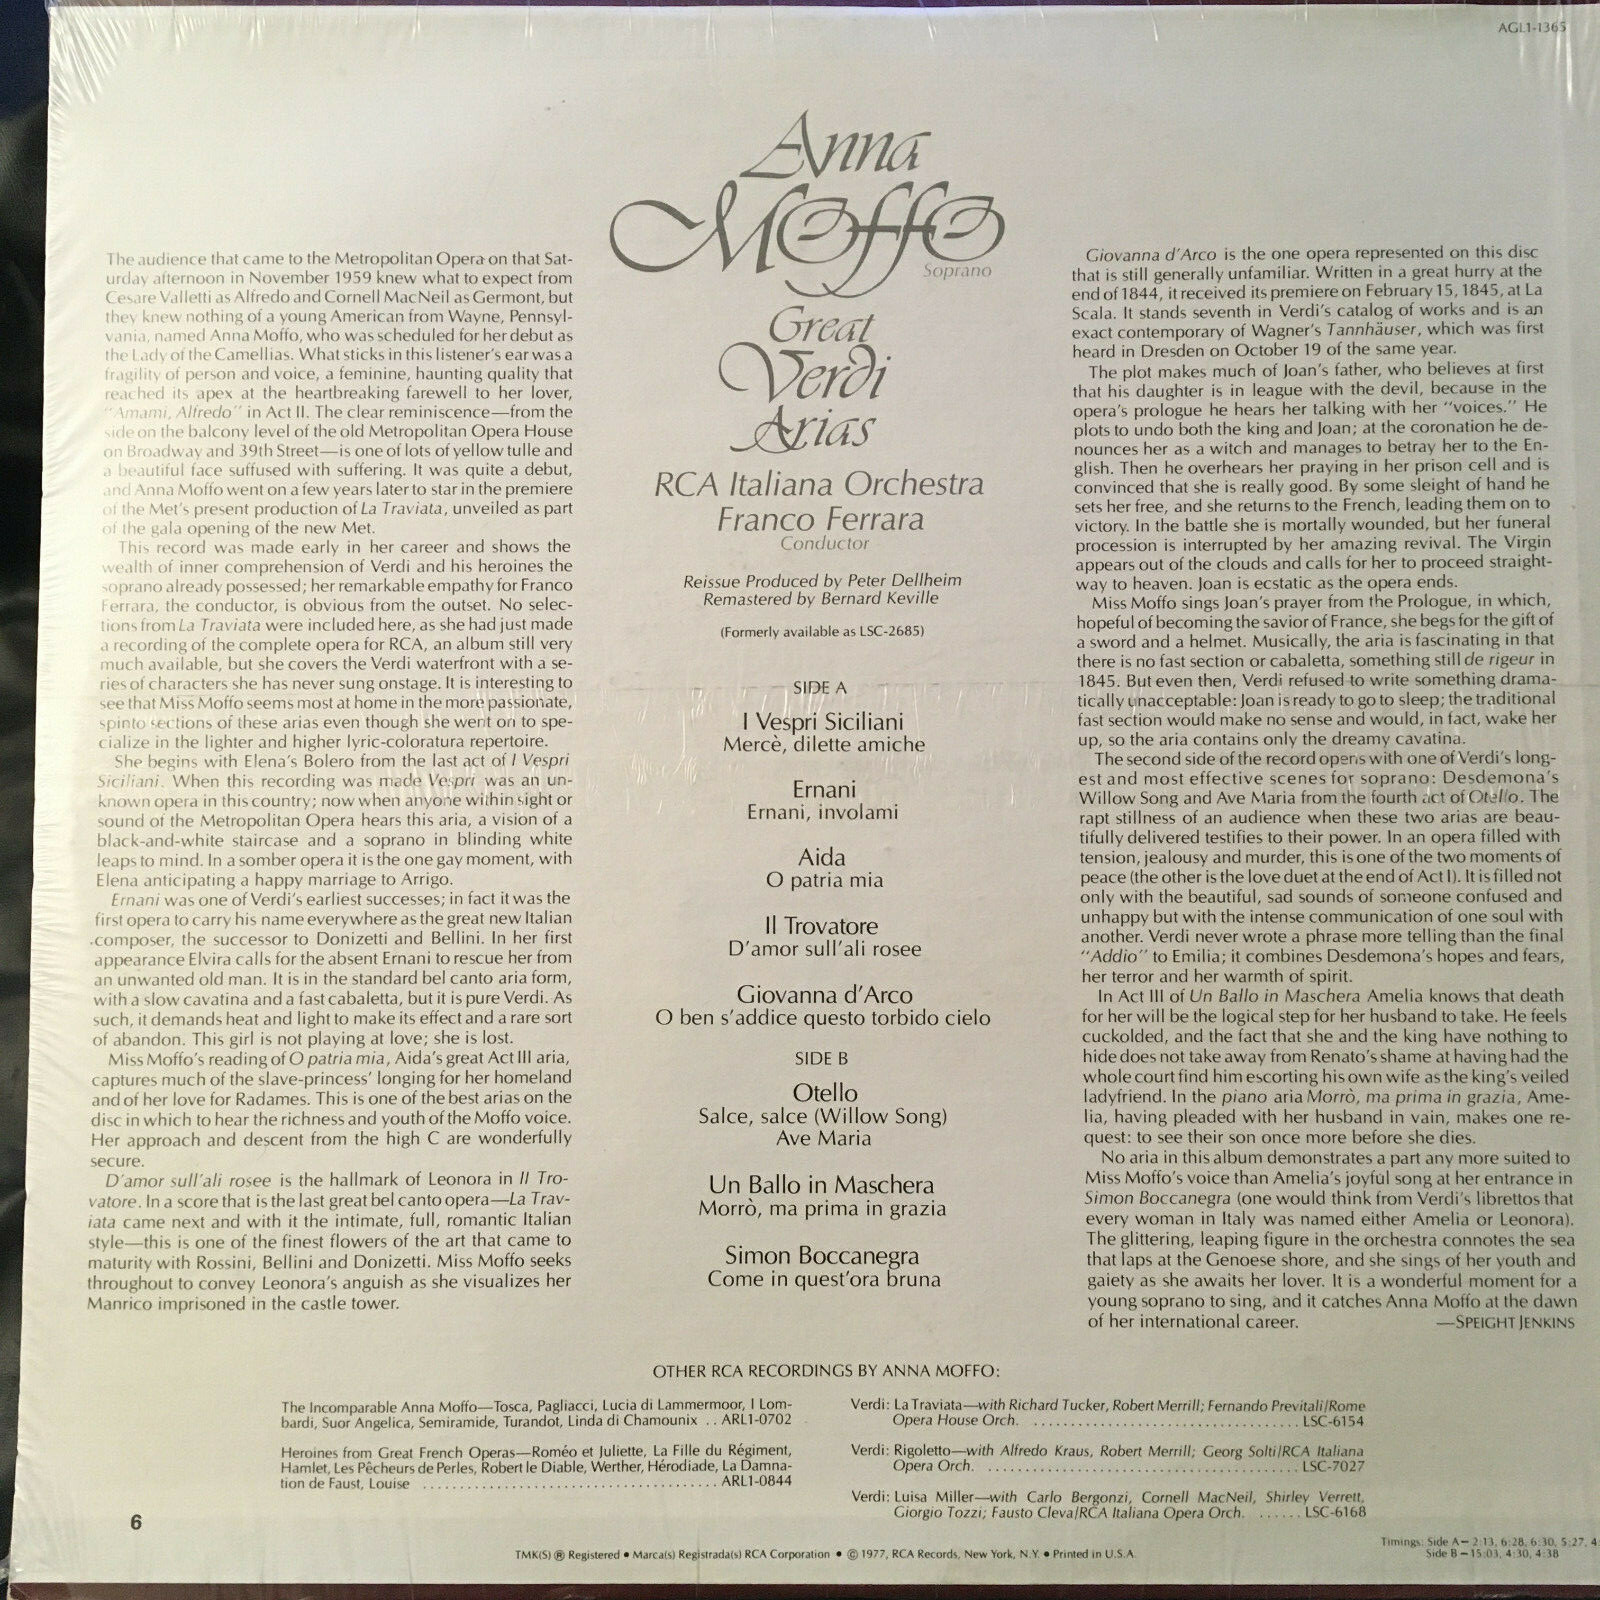 AGL1-1365
Anna
Moffo
Soprano
Great
Verdi
Arias
RCA Italiana Orchestra
Franco Ferrara
Conductor
Reissue Produced by Peter Dellheim
Remastered by Bernard Keville
(Formerly available as LSC-2685)
SIDE A
I Vespri Siciliani
Mercè, dilette amiche
Ernani
Ernani, involami
Aida
O patria mia
Il Trovatore
D'amor sull'ali rosee
Giovanna d'Arco
O ben s'addice questo torbido cielo
SIDE B
Otello
Salce, salce (Willow Song)
Ave Maria
Un Ballo in Maschera
Morrò, ma prima in grazia
Simon Boccanegra
Come in quest'ora bruna
The audience that came to the Metropolitan Opera on that Sat-
urday afternoon in November 1959 knew what to expect from
Cesare Valletti as Alfredo and Cornell MacNeil as Germont, but
they knew nothing of a young American from Wayne, Pennsyl-
vania, named Anna Moffo, who was scheduled for her debut as
the Lady of the Camellias. What sticks in this listener's ear was a
fragility of person and voice, a feminine, haunting quality that
reached its apex at the heartbreaking farewell to her lover,
"Amami, Alfredo" in Act II. The clear reminiscence—from the
side on the balcony level of the old Metropolitan Opera House
on Broadway and 39th Street—is one of lots of yellow tulle and
a beautiful face suffused with suffering. It was quite a debut,
and Anna Moffo went on a few years later to star in the premiere
of the Met's present production of La Traviata, unveiled as part
of the gala opening of the new Met.
This record was made early in her career and shows the
wealth of inner comprehension of Verdi and his heroines the
soprano already possessed; her remarkable empathy for Franco
Ferrara, the conductor, is obvious from the outset. No selec-
tions from La Traviata were included here, as she had just made
a recording of the complete opera for RCA, an album still very
much available, but she covers the Verdi waterfront with a se-
ries of characters she has never sung onstage. It is interesting to
see that Miss Moffo seems most at home in the more passionate,
spinto sections of these arias even though she went on to spe-
cialize in the lighter and higher lyric-coloratura repertoire.
She begins with Elena's Bolero from the last act of I Vespri
Siciliani. When this recording was made Vespri was an un-
known opera in this country; now when anyone within sight or
sound of the Metropolitan Opera hears this aria, a vision of a
black-and-white staircase and a soprano in blinding white
leaps to mind. In a somber opera it is the one gay moment, with
Elena anticipating a happy marriage to Arrigo.
Ernani was one of Verdi's earliest successes; in fact it was the
first opera to carry his name everywhere as the great new Italian
composer, the successor to Donizetti and Bellini. In her first
appearance Elvira calls for the absent Ernani to rescue her from
an unwanted old man. It is in the standard bel canto aria form,
with a slow cavatina and a fast cabaletta, but it is pure Verdi. As
such, it demands heat and light to make its effect and a rare sort
of abandon. This girl is not playing at love; she is lost.
Miss Moffo's reading of O patria mia, Aida's great Act III aria,
captures much of the slave-princess' longing for her homeland
and of her love for Radames. This is one of the best arias on the
disc in which to hear the richness and youth of the Moffo voice.
Her approach and descent from the high C are wonderfully
secure.
D'amor sull'ali rosee is the hallmark of Leonora in Il Tro-
vatore. In a score that is the last great bel canto opera—La Trav-
iata came next and with it the intimate, full, romantic Italian
style—this is one of the finest flowers of the art that came to
maturity with Rossini, Bellini and Donizetti. Miss Moffo seeks
throughout to convey Leonora's anguish as she visualizes her
Manrico imprisoned in the castle tower.
Giovanna d'Arco is the one opera represented on this disc
that is still generally unfamiliar. Written in a great hurry at the
end of 1844, it received its premiere on February 15, 1845, at La
Scala. It stands seventh in Verdi's catalog of works and is an
exact contemporary of Wagner's Tannhäuser, which was first
heard in Dresden on October 19 of the same year.
The plot makes much of Joan's father, who believes at first
that his daughter is in league with the devil, because in the
opera's prologue he hears her talking with her "voices." He
plots to undo both the king and Joan; at the coronation he de-
nounces her as a witch and manages to betray her to the En-
glish. Then he overhears her praying in her prison cell and is
convinced that she is really good. By some sleight of hand he
sets her free, and she returns to the French, leading them on to
victory. In the battle she is mortally wounded, but her funeral
procession is interrupted by her amazing revival. The Virgin
appears out of the clouds and calls for her to proceed straight-
way to heaven. Joan is ecstatic as the opera ends.
Miss Moffo sings Joan's prayer from the Prologue, in which,
hopeful of becoming the savior of France, she begs for the gift of
a sword and a helmet. Musically, the aria is fascinating in that
there is no fast section or cabaletta, something still de rigeur in
1845. But even then, Verdi refused to write something drama-
tically unacceptable: Joan is ready to go to sleep; the traditional
fast section would make no sense and would, in fact, wake her
up, so the aria contains only the dreamy cavatina.
The second side of the record opens with one of Verdi's long-
est and most effective scenes for soprano: Desdemona's
Willow Song and Ave Maria from the fourth act of Otello. The
rapt stillness of an audience when these two arias are beau-
tifully delivered testifies to their power. In an opera filled with
tension, jealousy and murder, this is one of the two moments of
peace (the other is the love duet at the end of Act I). It is filled not
only with the beautiful, sad sounds of someone confused and
unhappy but with the intense communication of one soul with
another. Verdi never wrote a phrase more telling than the final
"Addio" to Emilia; it combines Desdemona's hopes and fears,
her terror and her warmth of spirit.
In Act III of Un Ballo in Maschera Amelia knows that death
for her will be the logical step for her husband to take. He feels
cuckolded, and the fact that she and the king have nothing to
hide does not take away from Renato's shame at having had the
whole court find him escorting his own wife as the king's veiled
ladyfriend. In the piano aria Morrò, ma prima in grazia, Ame-
lia, having pleaded with her husband in vain, makes one re-
quest: to see their son once more before she dies.
No aria in this album demonstrates a part any more suited to
Miss Moffo's voice than Amelia's joyful song at her entrance in
Simon Boccanegra (one would think from Verdi's librettos that
every woman in Italy was named either Amelia or Leonora).
The glittering, leaping figure in the orchestra connotes the sea
that laps at the Genoese shore, and she sings of her youth and
gaiety as she awaits her lover. It is a wonderful moment for a
young soprano to sing, and it catches Anna Moffo at the dawn
of her international career. —SPEIGHT JENKINS
OTHER RCA RECORDINGS BY ANNA MOFFO:
The Incomparable Anna Moffo—Tosca, Pagliacci, Lucia di Lammermoor, I Lom-
bardi, Suor Angelica, Semiramide, Turandot, Linda di Chamounix .. ARL1-0702
Heroines from Great French Operas—Roméo et Juliette, La Fille du Régiment,
Hamlet, Les Pêcheurs de Perles, Robert le Diable, Werther, Hérodiade, La Damna-
tion de Faust, Louise ........ ARL1-0844
Verdi: La Traviata—with Richard Tucker, Robert Merrill; Fernando Previtali/Rome
Opera House Orch. ........ LSC-6154
Verdi: Rigoletto—with Alfredo Kraus, Robert Merrill; Georg Solti/RCA Italiana
Opera Orch. ........ LSC-7027
Verdi: Luisa Miller—with Carlo Bergonzi, Cornell MacNeil, Shirley Verrett,
Giorgio Tozzi; Fausto Cleva/RCA Italiana Opera Orch. ...... LSC-6168
6
TMK(S) ® Registered • Marca(s) Registrada(s) RCA Corporation • © 1977, RCA Records, New York, N.Y. • Printed in U.S.A.
Timings: Side A—2:13, 6:28, 6:30, 5:27,
Side B—15:03, 4:30, 4:38